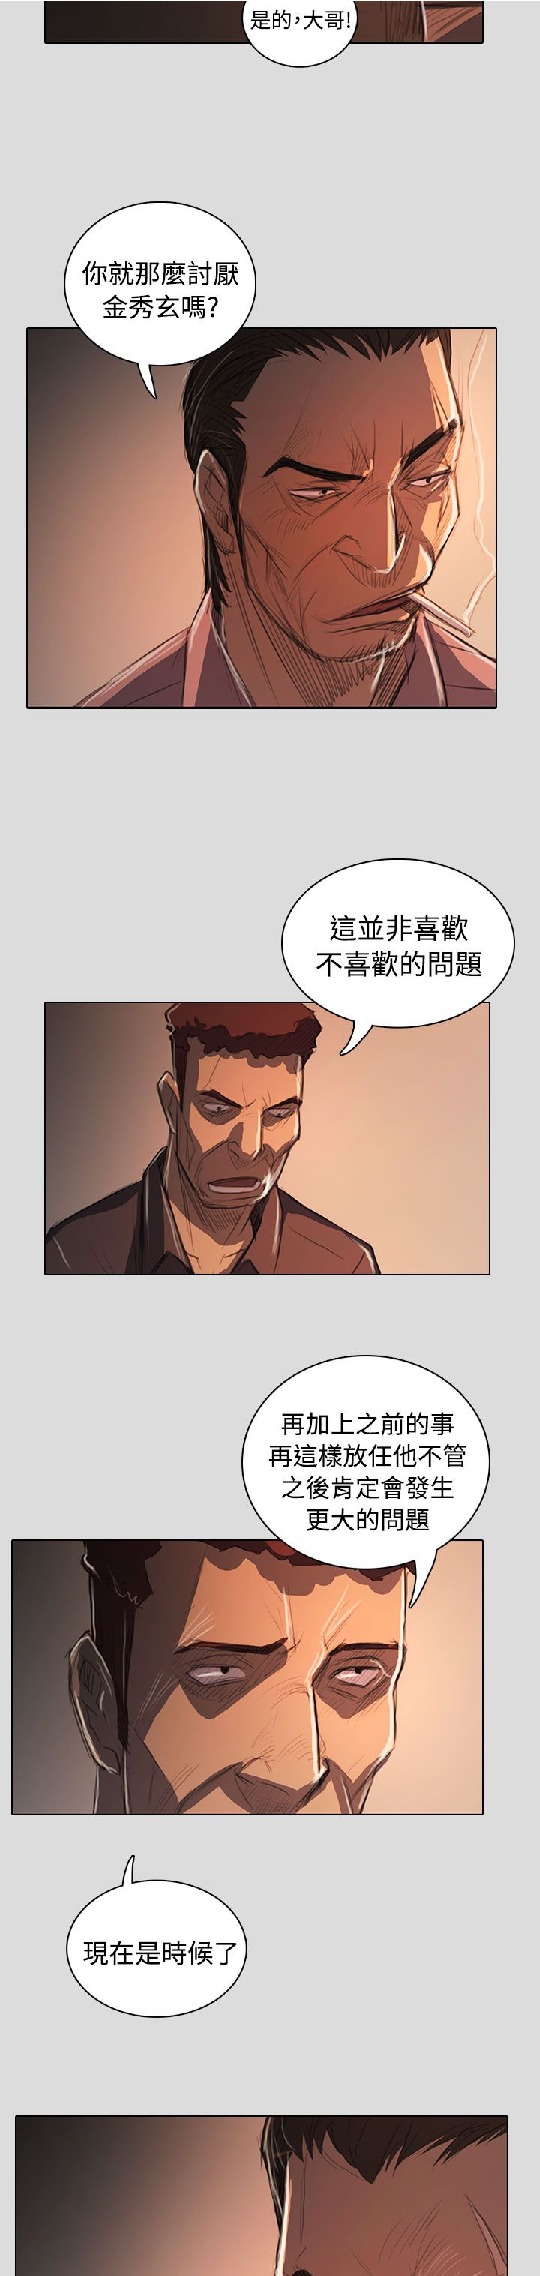 是的,大哥!
你就那麼討厭
金秀玄嗎?
這並非喜歡
不喜歡的問題
再加上之前的事
再這樣放任他不管
之後肯定會發生
更大的問題
現在是時候了